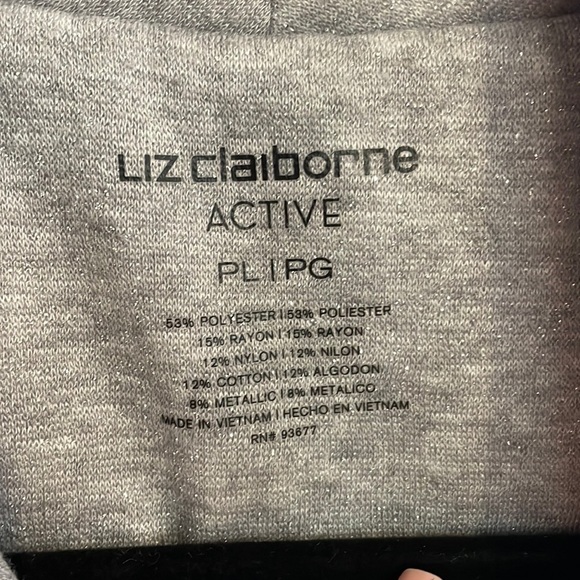 Liz claiborne
ACTIVE
PL | PG
53% POLYESTER | 53% POLIESTER
15% RAYON | 15% RAYON
12% NYLON | 12% NILON
12% COTTON | 12% ALGODON
8% METALLIC | 8% METALICO
MADE IN VIETNAM | HECHO EN VIETNAM
RN# 93677